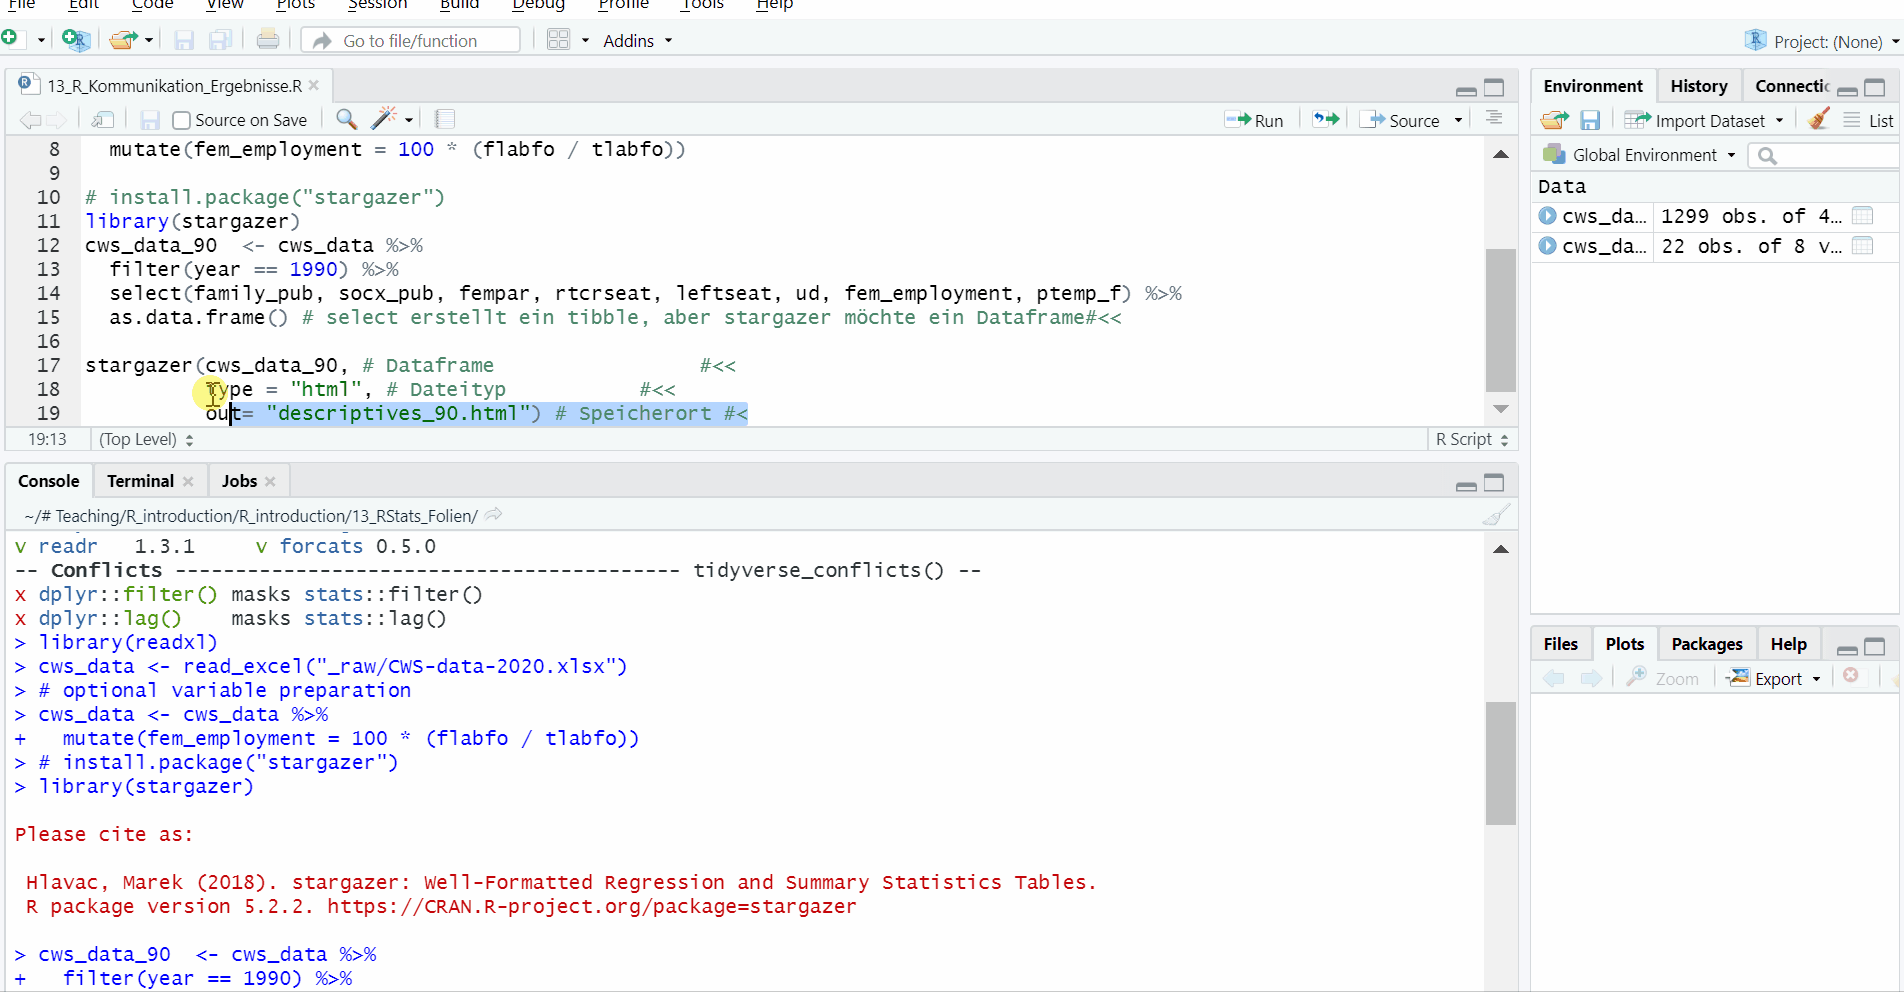 File Edit Code View Plots Session Build Debug Profile Tools Help
Go to file/function
Addins
Project: (None)
13_R_Kommunikation_Ergebnisse.R
Source on Save
Run
Source
8   mutate(fem_employment = 100 * (flabfo / tlabfo))
9
10 # install.package("stargazer")
11 library(stargazer)
12 cws_data_90  <- cws_data %>%
13   filter(year == 1990) %>%
14   select(family_pub, socx_pub, fempar, rtcrseat, leftseat, ud, fem_employment, ptemp_f) %>%
15   as.data.frame() # select erstellt ein tibble, aber stargazer möchte ein Dataframe#<<
16
17 stargazer(cws_data_90, # Dataframe                 #<<
18           type = "html", # Dateityp           #<<
19           out= "descriptives_90.html") # Speicherort #<
19:13
(Top Level)
R Script
Console Terminal Jobs
~/# Teaching/R_introduction/R_introduction/13_RStats_Folien/
v readr   1.3.1     v forcats 0.5.0
-- Conflicts ------------------------------------------ tidyverse_conflicts() --
x dplyr::filter() masks stats::filter()
x dplyr::lag()    masks stats::lag()
> library(readxl)
> cws_data <- read_excel("_raw/CWS-data-2020.xlsx")
> # optional variable preparation
> cws_data <- cws_data %>%
+   mutate(fem_employment = 100 * (flabfo / tlabfo))
> # install.package("stargazer")
> library(stargazer)
Please cite as:
Hlavac, Marek (2018). stargazer: Well-Formatted Regression and Summary Statistics Tables.
R package version 5.2.2. https://CRAN.R-project.org/package=stargazer
> cws_data_90  <- cws_data %>%
+   filter(year == 1990) %>%
Environment History Connectic
Import Dataset
List
Global Environment
Data
cws_da… 1299 obs. of 4…
cws_da… 22 obs. of 8 v…
Files Plots Packages Help
Zoom
Export